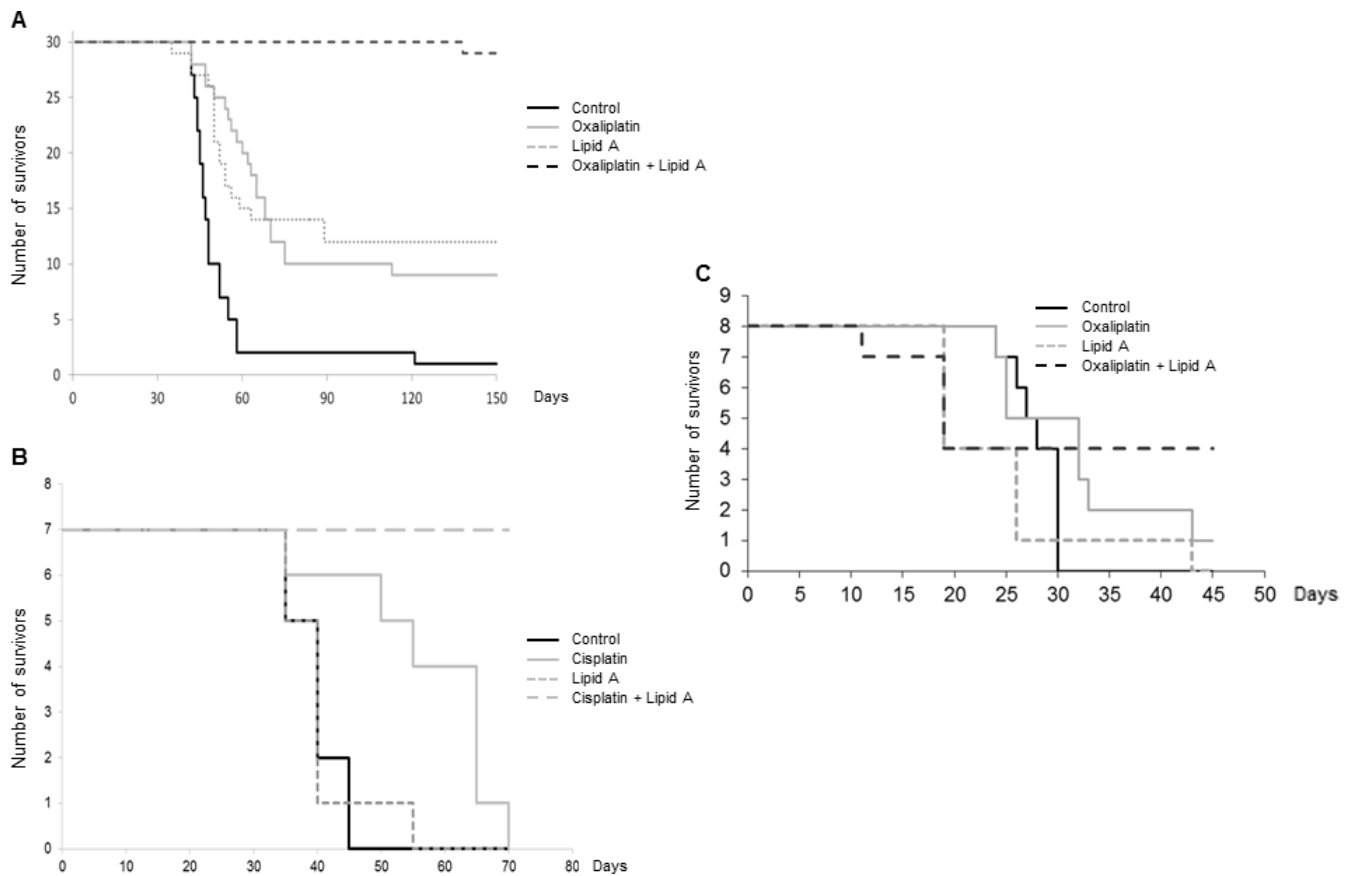 A
Number of survivors
30
25
20
15
10
5
0
0 30 60 90 120 150 Days
Control
Oxaliplatin
Lipid A
Oxaliplatin + Lipid A
B
Number of survivors
8
7
6
5
4
3
2
1
0
0 10 20 30 40 50 60 70 80 Days
Control
Cisplatin
Lipid A
Cisplatin + Lipid A
C
Number of survivors
9
8
7
6
5
4
3
2
1
0
0 5 10 15 20 25 30 35 40 45 50 Days
Control
Oxaliplatin
Lipid A
Oxaliplatin + Lipid A